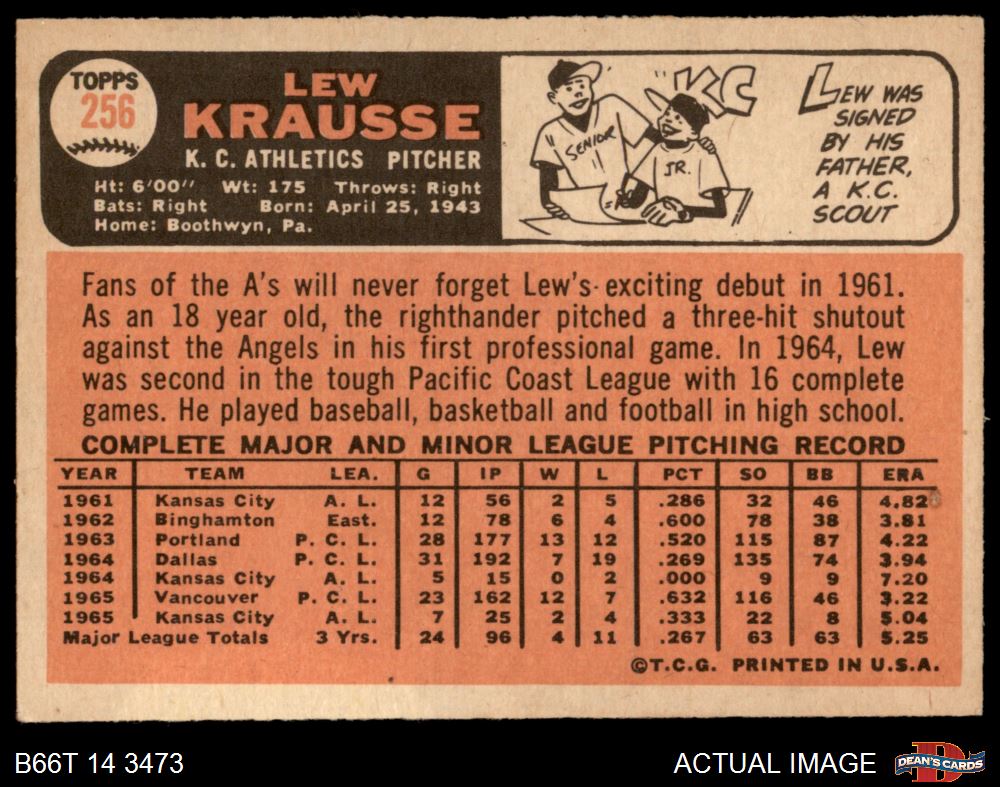 TOPPS
256
LEW
KRAUSSE
K. C. ATHLETICS PITCHER
Ht: 6'00" Wt: 175 Throws: Right
Bats: Right Born: April 25, 1943
Home: Boothwyn, Pa.
KC
SENIOR
JR.
LEW WAS
SIGNED
BY HIS
FATHER,
A K.C.
SCOUT
Fans of the A's will never forget Lew's exciting debut in 1961.
As an 18 year old, the righthander pitched a three-hit shutout
against the Angels in his first professional game. In 1964, Lew
was second in the tough Pacific Coast League with 16 complete
games. He played baseball, basketball and football in high school.
COMPLETE MAJOR AND MINOR LEAGUE PITCHING RECORD
YEAR TEAM LEA. G IP W L PCT SO BB ERA
1961 Kansas City A. L. 12 56 2 5 .286 32 46 4.82
1962 Binghamton East. 12 78 6 4 .600 78 38 3.81
1963 Portland P. C. L. 28 177 13 12 .520 115 87 4.22
1964 Dallas P. C. L. 31 192 7 19 .269 135 74 3.94
1964 Kansas City A. L. 5 15 0 2 .000 9 9 7.20
1965 Vancouver P. C. L. 23 162 12 7 .632 116 46 3.22
1965 Kansas City A. L. 7 25 2 4 .333 22 8 5.04
Major League Totals 3 Yrs. 24 96 4 11 .267 63 63 5.25
©T.C.G. PRINTED IN U.S.A.
B66T 14 3473
ACTUAL IMAGE
DEAN'S CARDS